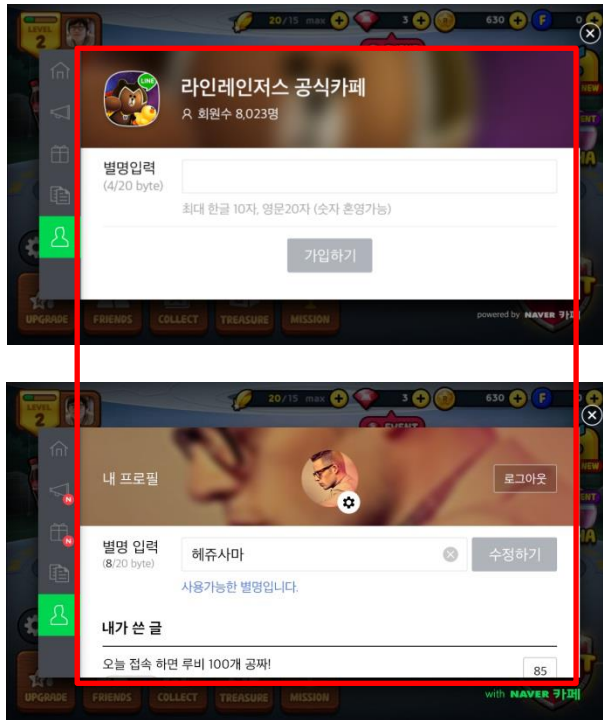 LEVEL
2
20/15 max
3
630
F
0
NEW
LINE
라인레인저스 공식카페
회원수 8,023명
별명입력
(4/20 byte)
최대 한글 10자, 영문20자 (숫자 혼영가능)
가입하기
UPGRADE
FRIENDS
COLLECT
TREASURE
MISSION
powered by NAVER 카페
LEVEL
2
20/15 max
3
630
F
0
EVENT
NEW
N
N
내 프로필
로그아웃
별명 입력
(8/20 byte)
헤쥬사마
수정하기
사용가능한 별명입니다.
내가 쓴 글
오늘 접속 하면 루비 100개 공짜!
85
UPGRADE
FRIENDS
COLLECT
TREASURE
MISSION
with NAVER 카페